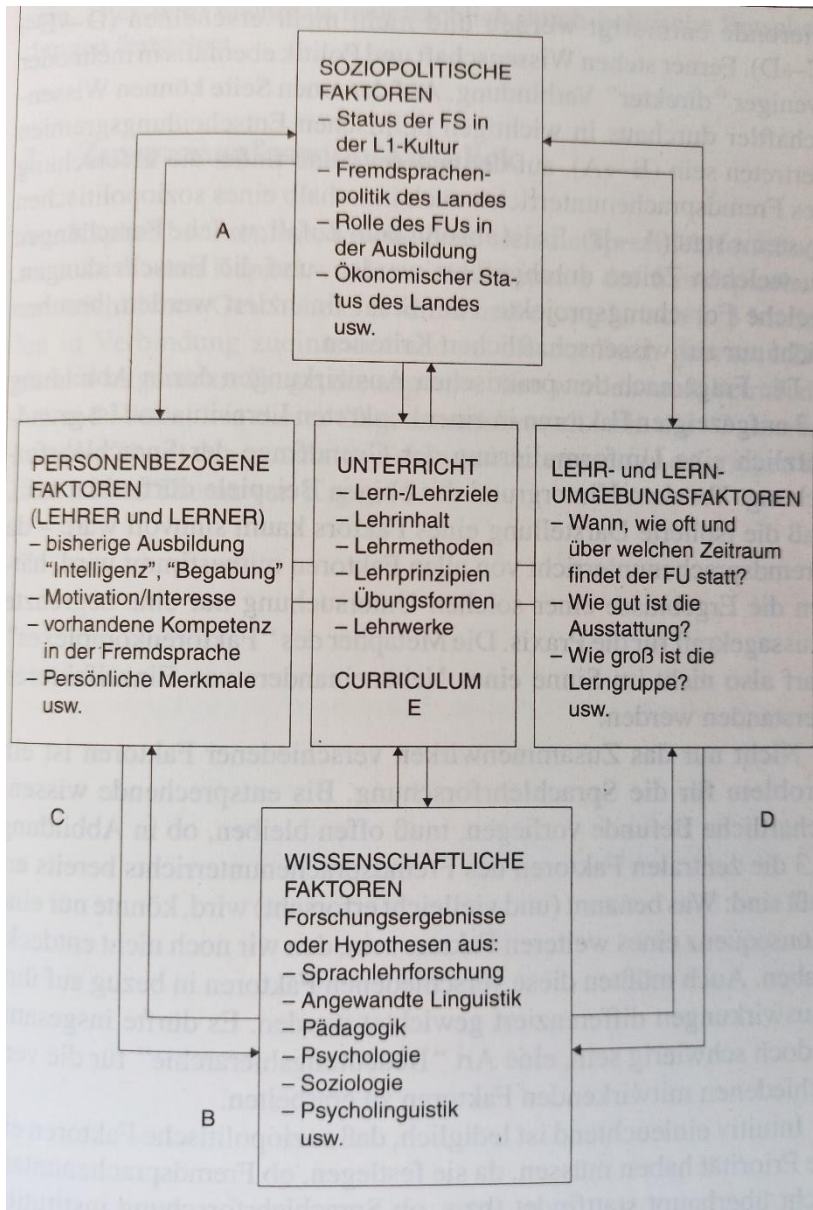 SOZIOPOLITISCHE
FAKTOREN
– Status der FS in
der L1-Kultur
– Fremdsprachen-
politik des Landes
– Rolle des FUs in
der Ausbildung
– Ökonomischer Sta-
tus des Landes
usw.
A
PERSONENBEZOGENE
FAKTOREN
(LEHRER und LERNER)
– bisherige Ausbildung
"Intelligenz", "Begabung"
– Motivation/Interesse
– vorhandene Kompetenz
in der Fremdsprache
– Persönliche Merkmale
usw.
UNTERRICHT
– Lern-/Lehrziele
– Lehrinhalt
– Lehrmethoden
– Lehrprinzipien
– Übungsformen
– Lehrwerke
CURRICULUM
E
LEHR- und LERN-
UMGEBUNGSFAKTOREN
– Wann, wie oft und
über welchen Zeitraum
findet der FU statt?
– Wie gut ist die
Ausstattung?
– Wie groß ist die
Lerngruppe?
usw.
C
D
WISSENSCHAFTLICHE
FAKTOREN
Forschungsergebnisse
oder Hypothesen aus:
– Sprachlehrforschung
– Angewandte Linguistik
– Pädagogik
– Psychologie
– Soziologie
– Psycholinguistik
usw.
B